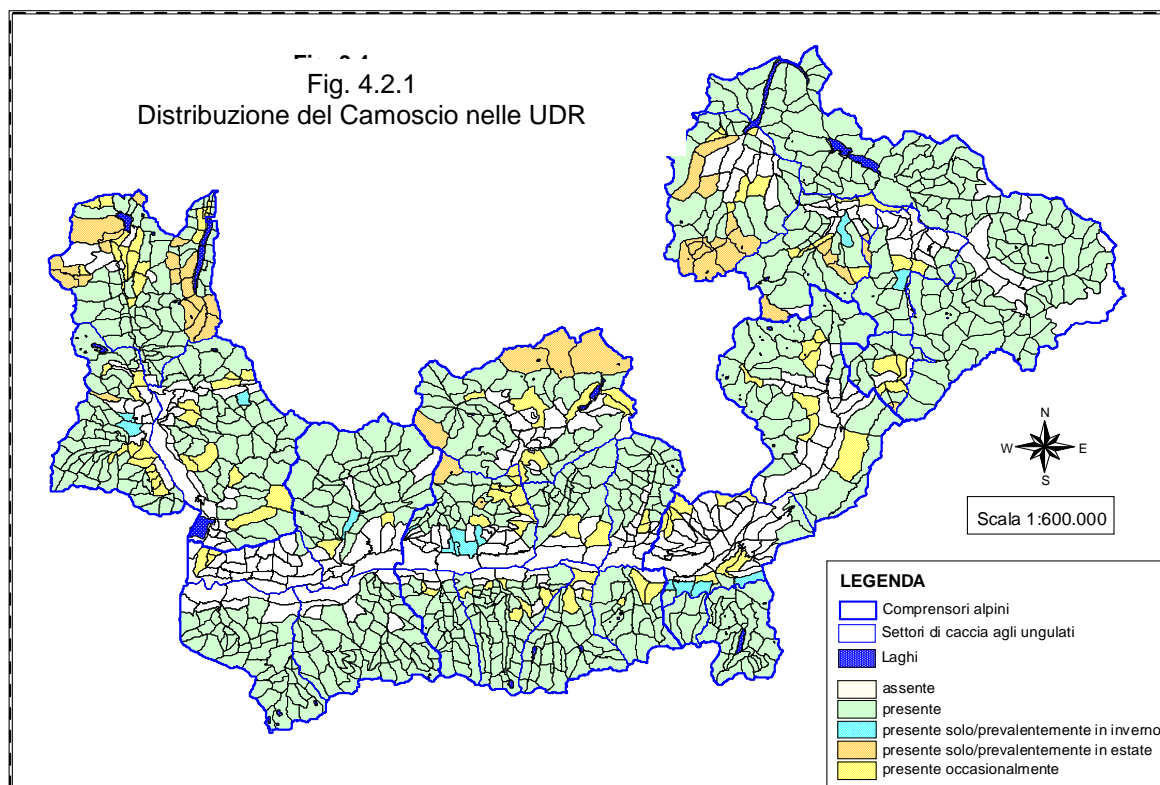 Fig. 4.2.1
Distribuzione del Camoscio nelle UDR
N
W E
S
Scala 1:600.000
LEGENDA
Comprensori alpini
Settori di caccia agli ungulati
Laghi
assente
presente
presente solo/prevalentemente in inverno
presente solo/prevalentemente in estate
presente occasionalmente